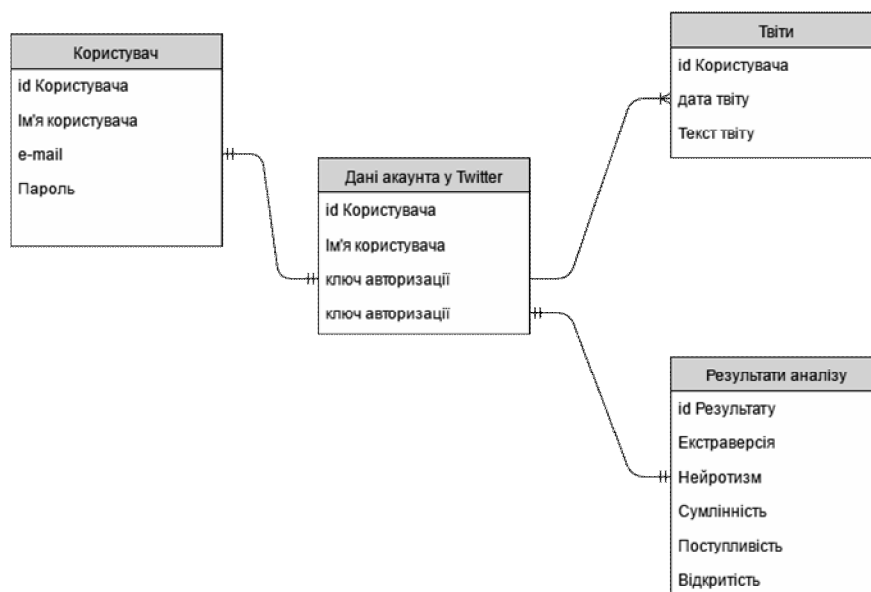 Користувач
id Користувача
Ім'я користувача
e-mail
Пароль
Дані акаунта у Twitter
id Користувача
Ім'я користувача
ключ авторизації
ключ авторизації
Твіти
id Користувача
дата твіту
Текст твіту
Результати аналізу
id Результату
Екстраверсія
Нейротизм
Сумлінність
Поступливість
Відкритість